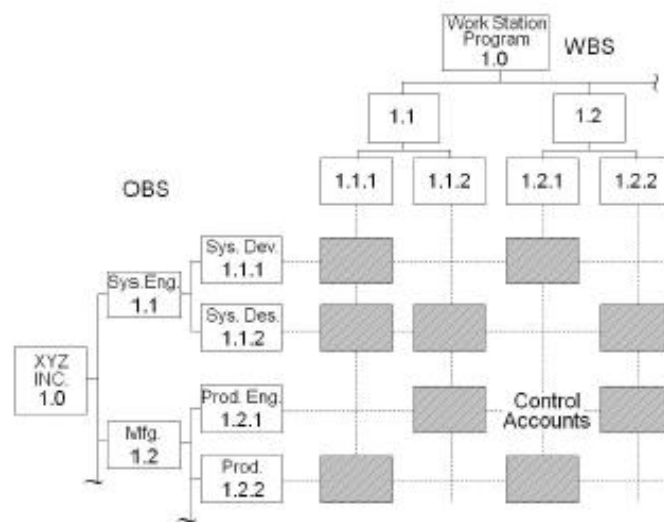 Work Station
Program
1.0
WBS
1.1
1.2
1.1.1
1.1.2
1.2.1
1.2.2
OBS
Sys. Dev.
1.1.1
Sys.Eng.
1.1
Sys. Des.
1.1.2
XYZ
INC.
1.0
Prod. Eng.
1.2.1
Control
Accounts
Mfg.
1.2
Prod.
1.2.2